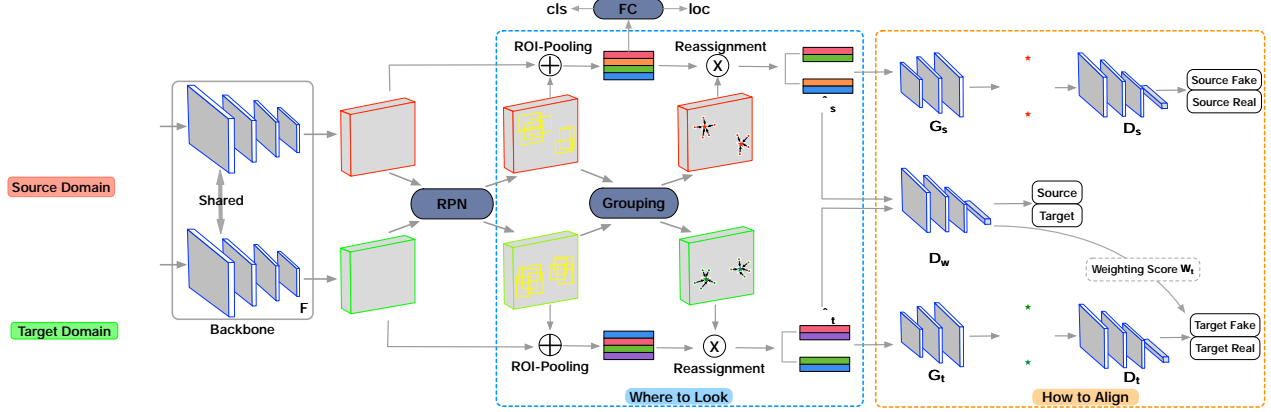 cls
FC
loc
ROI-Pooling
Reassignment
ˆ
s
Source Domain
Shared
RPN
Grouping
Target Domain
F
Backbone
ˆ
t
ROI-Pooling
Reassignment
Where to Look
Gs
Ds
Source Fake
Source Real
Source
Target
Dw
Weighting Score Wt
Target Fake
Target Real
Gt
Dt
How to Align